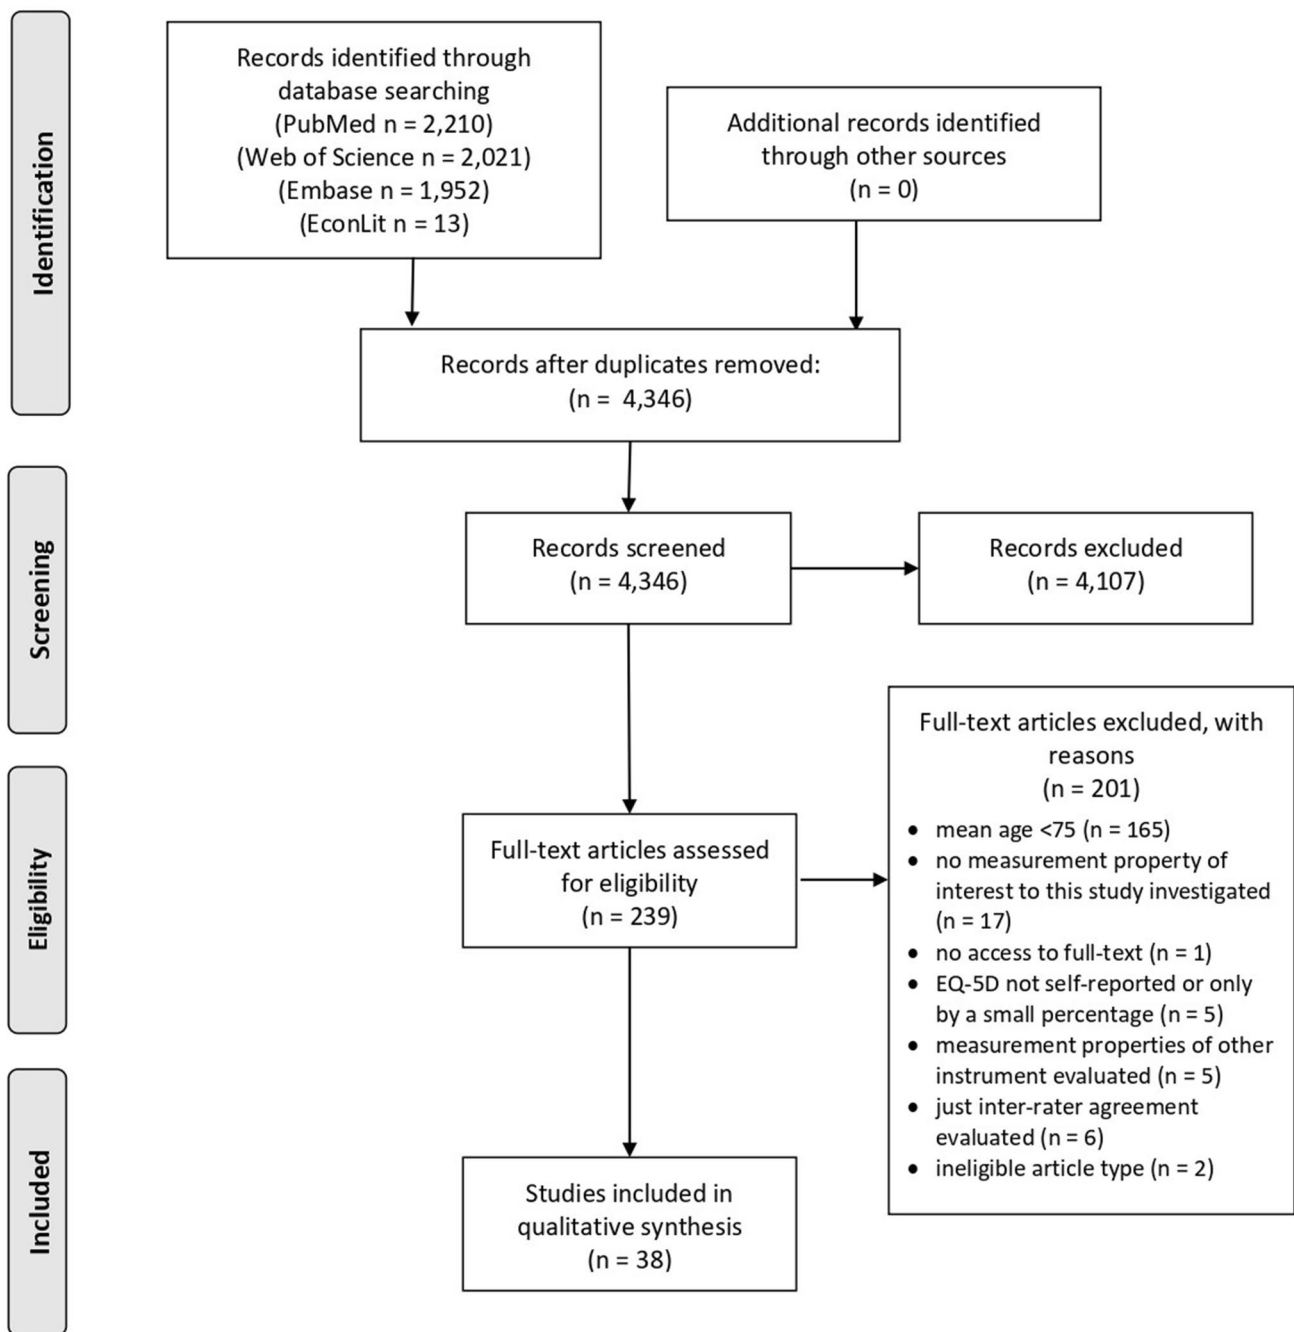 Identification
Records identified through
database searching
(PubMed n = 2,210)
(Web of Science n = 2,021)
(Embase n = 1,952)
(EconLit n = 13)
Additional records identified
through other sources
(n = 0)
Records after duplicates removed:
(n = 4,346)
Screening
Records screened
(n = 4,346)
Records excluded
(n = 4,107)
Eligibility
Full-text articles assessed
for eligibility
(n = 239)
Full-text articles excluded, with
reasons
(n = 201)
• mean age <75 (n = 165)
• no measurement property of
interest to this study investigated
(n = 17)
• no access to full-text (n = 1)
• EQ-5D not self-reported or only
by a small percentage (n = 5)
• measurement properties of other
instrument evaluated (n = 5)
• just inter-rater agreement
evaluated (n = 6)
• ineligible article type (n = 2)
Included
Studies included in
qualitative synthesis
(n = 38)